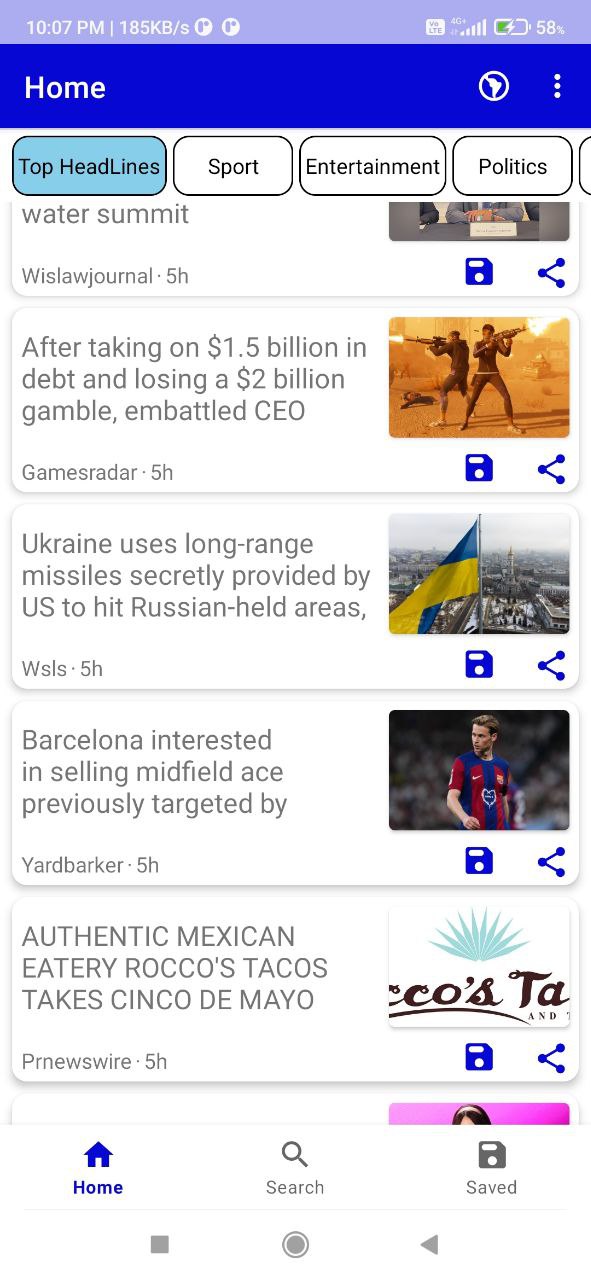 10:07 PM | 185KB/s
Vo
LTE
4G+
58%
Home
Top HeadLines
Sport
Entertainment
Politics
water summit
Wislawjournal · 5h
After taking on $1.5 billion in
debt and losing a $2 billion
gamble, embattled CEO
Gamesradar · 5h
Ukraine uses long-range
missiles secretly provided by
US to hit Russian-held areas,
Wsls · 5h
Barcelona interested
in selling midfield ace
previously targeted by
Yardbarker · 5h
AUTHENTIC MEXICAN
EATERY ROCCO'S TACOS
TAKES CINCO DE MAYO
cco's Ta
AND T
Prnewswire · 5h
Home
Search
Saved